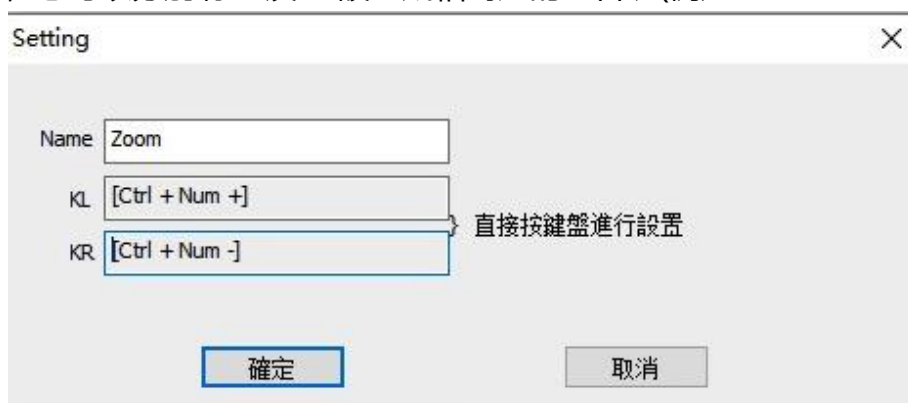 Setting
Name Zoom
KL [Ctrl + Num +]
} 直接按鍵盤進行設置
KR [Ctrl + Num -]
確定 取消